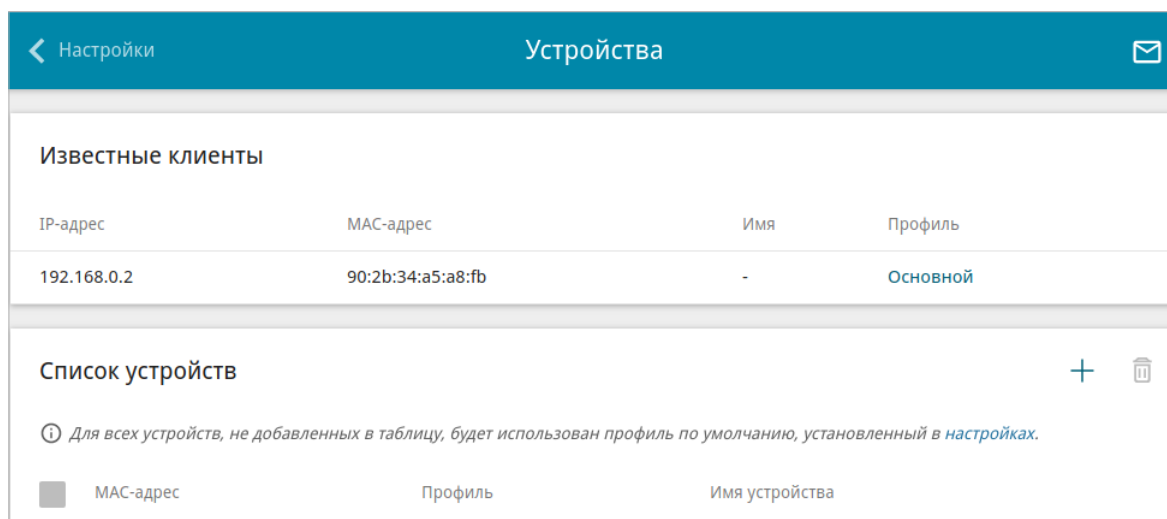 Настройки Устройства
Известные клиенты
IP-адрес MAC-адрес Имя Профиль
192.168.0.2 90:2b:34:a5:a8:fb - Основной
Список устройств
Для всех устройств, не добавленных в таблицу, будет использован профиль по умолчанию, установленный в настройках.
MAC-адрес Профиль Имя устройства